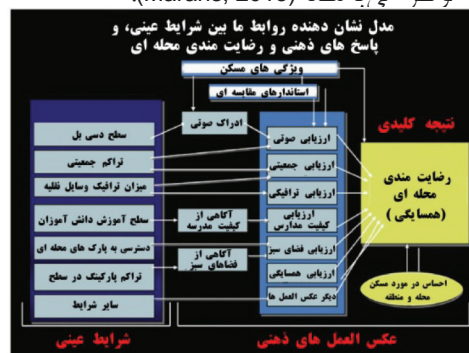 (Marans, 2015)
مدل نشان دهنده روابط ما بین شرایط عینی، و
پاسخ های ذهنی و رضایت مندی محله ای
ویژگی های مسکن
استانداردهای مقایسه ای
نتیجه کلیدی
سطح دسی بل
ادراک صوتی
ارزیابی صوتی
تراکم جمعیتی
ارزیابی جمعیتی
میزان ترافیک وسایل نقلیه
ارزیابی ترافیکی
رضایت مندی
محله ای
(همسایگی)
سطح آموزش دانش آموزان
آگاهی از
کیفیت مدرسه
ارزیابی
کیفیت مدارس
دسترسی به پارک های محله ای
آگاهی از
فضاهای سبز
ارزیابی فضای سبز
تراکم پارکینگ در سطح
ارزیابی همسایگی
سایر شرایط
دیگر عکس العمل ها
احساس در مورد مسکن
محله و منطقه
شرایط عینی
عکس العمل های ذهنی